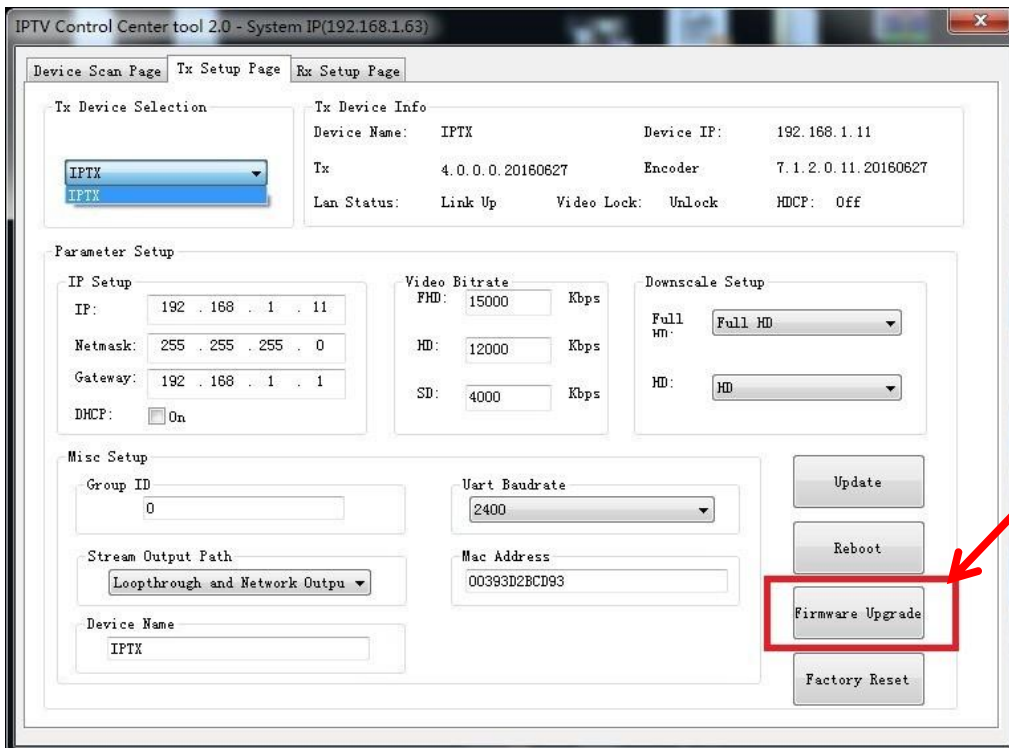 IPTV Control Center tool 2.0 - System IP(192.168.1.63)
Device Scan Page Tx Setup Page Rx Setup Page
Tx Device Selection
IPTX
IPTX
Tx Device Info
Device Name: IPTX Device IP: 192.168.1.11
Tx 4.0.0.0.20160627 Encoder 7.1.2.0.11.20160627
Lan Status: Link Up Video Lock: Unlock HDCP: Off
Parameter Setup
IP Setup
IP: 192 . 168 . 1 . 11
Netmask: 255 . 255 . 255 . 0
Gateway: 192 . 168 . 1 . 1
DHCP: On
Video Bitrate
FHD: 15000 Kbps
HD: 12000 Kbps
SD: 4000 Kbps
Downscale Setup
Full HD: Full HD
HD: HD
Misc Setup
Group ID
0
Uart Baudrate
2400
Stream Output Path
Loopthrough and Network Outpu
Mac Address
00393D2BCD93
Device Name
IPTX
Update
Reboot
Firmware Upgrade
Factory Reset